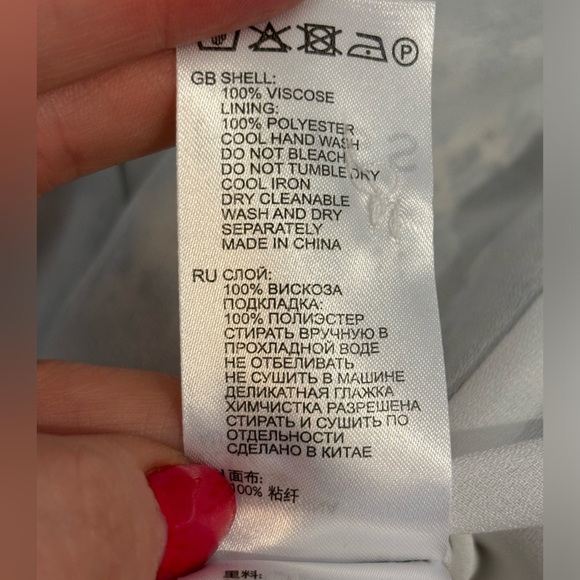 P
GB SHELL:
100% VISCOSE
LINING:
100% POLYESTER
COOL HAND WASH
DO NOT BLEACH
DO NOT TUMBLE DRY
COOL IRON
DRY CLEANABLE
WASH AND DRY
SEPARATELY
MADE IN CHINA
RU СЛОЙ:
100% ВИСКОЗА
ПОДКЛАДКА:
100% ПОЛИЭСТЕР
СТИРАТЬ ВРУЧНУЮ В
ПРОХЛАДНОЙ ВОДЕ
НЕ ОТБЕЛИВАТЬ
НЕ СУШИТЬ В МАШИНЕ
ДЕЛИКАТНАЯ ГЛАЖКА
ХИМЧИСТКА РАЗРЕШЕНА
СТИРАТЬ И СУШИТЬ ПО
ОТДЕЛЬНОСТИ
СДЕЛАНО В КИТАЕ
面布:
100% 粘纤
里料: